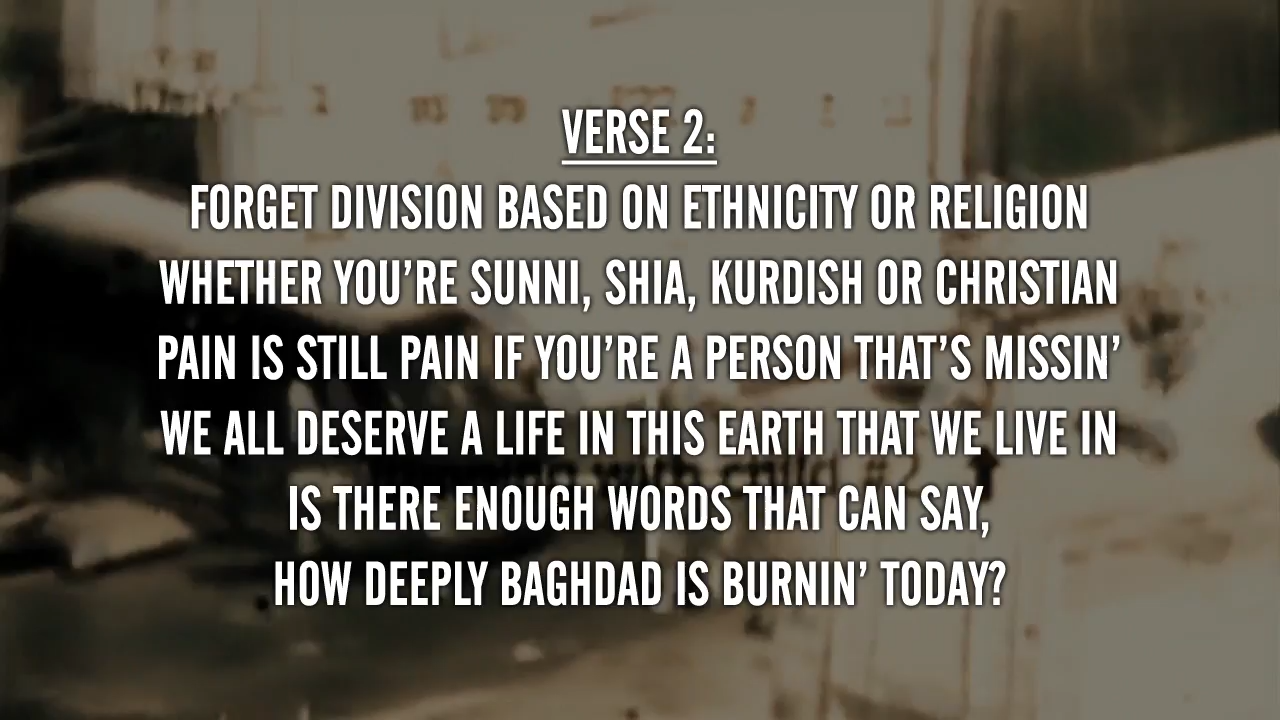 VERSE 2:
FORGET DIVISION BASED ON ETHNICITY OR RELIGION
WHETHER YOU'RE SUNNI, SHIA, KURDISH OR CHRISTIAN
PAIN IS STILL PAIN IF YOU'RE A PERSON THAT'S MISSIN'
WE ALL DESERVE A LIFE IN THIS EARTH THAT WE LIVE IN
IS THERE ENOUGH WORDS THAT CAN SAY,
HOW DEEPLY BAGHDAD IS BURNIN' TODAY?